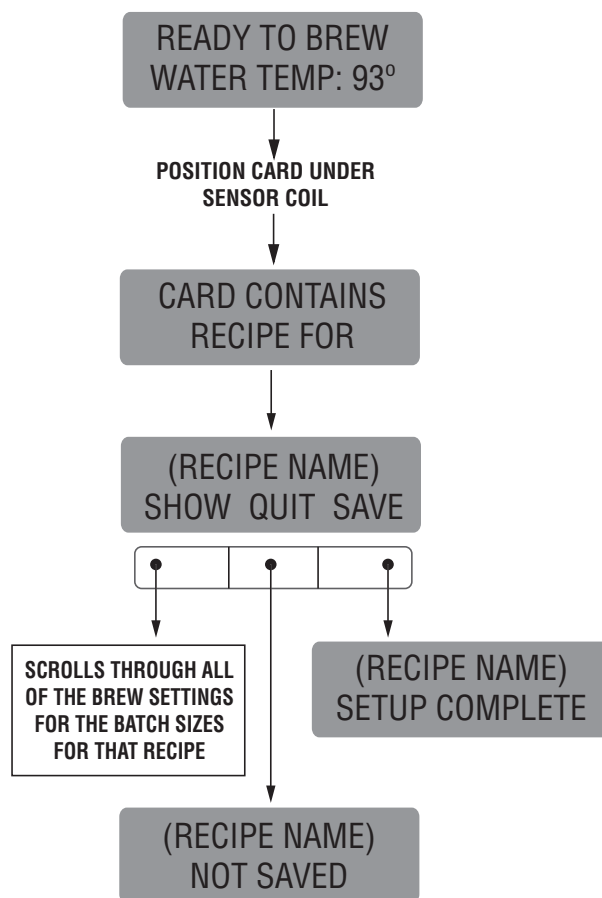 READY TO BREW
WATER TEMP: 93º
POSITION CARD UNDER
SENSOR COIL
CARD CONTAINS
RECIPE FOR
(RECIPE NAME)
SHOW QUIT SAVE
SCROLLS THROUGH ALL
OF THE BREW SETTINGS
FOR THE BATCH SIZES
FOR THAT RECIPE
(RECIPE NAME)
SETUP COMPLETE
(RECIPE NAME)
NOT SAVED